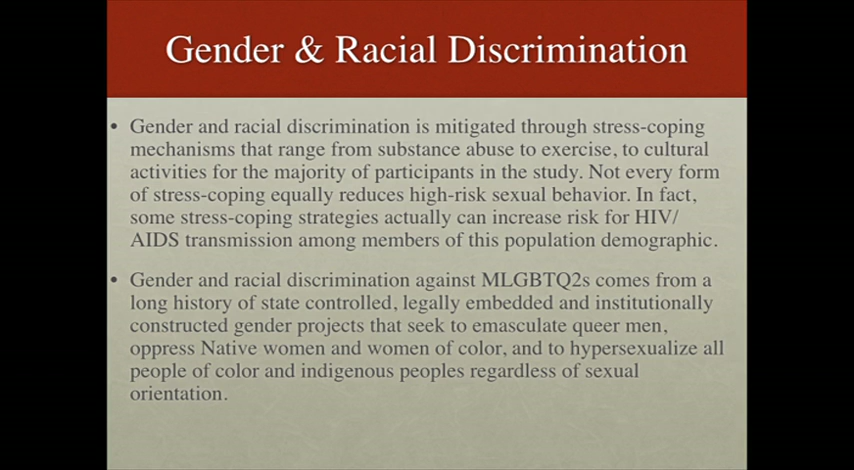 Gender & Racial Discrimination
• Gender and racial discrimination is mitigated through stress-coping
mechanisms that range from substance abuse to exercise, to cultural
activities for the majority of participants in the study. Not every form
of stress-coping equally reduces high-risk sexual behavior. In fact,
some stress-coping strategies actually can increase risk for HIV/
AIDS transmission among members of this population demographic.
• Gender and racial discrimination against MLGBTQ2s comes from a
long history of state controlled, legally embedded and institutionally
constructed gender projects that seek to emasculate queer men,
oppress Native women and women of color, and to hypersexualize all
people of color and indigenous peoples regardless of sexual
orientation.